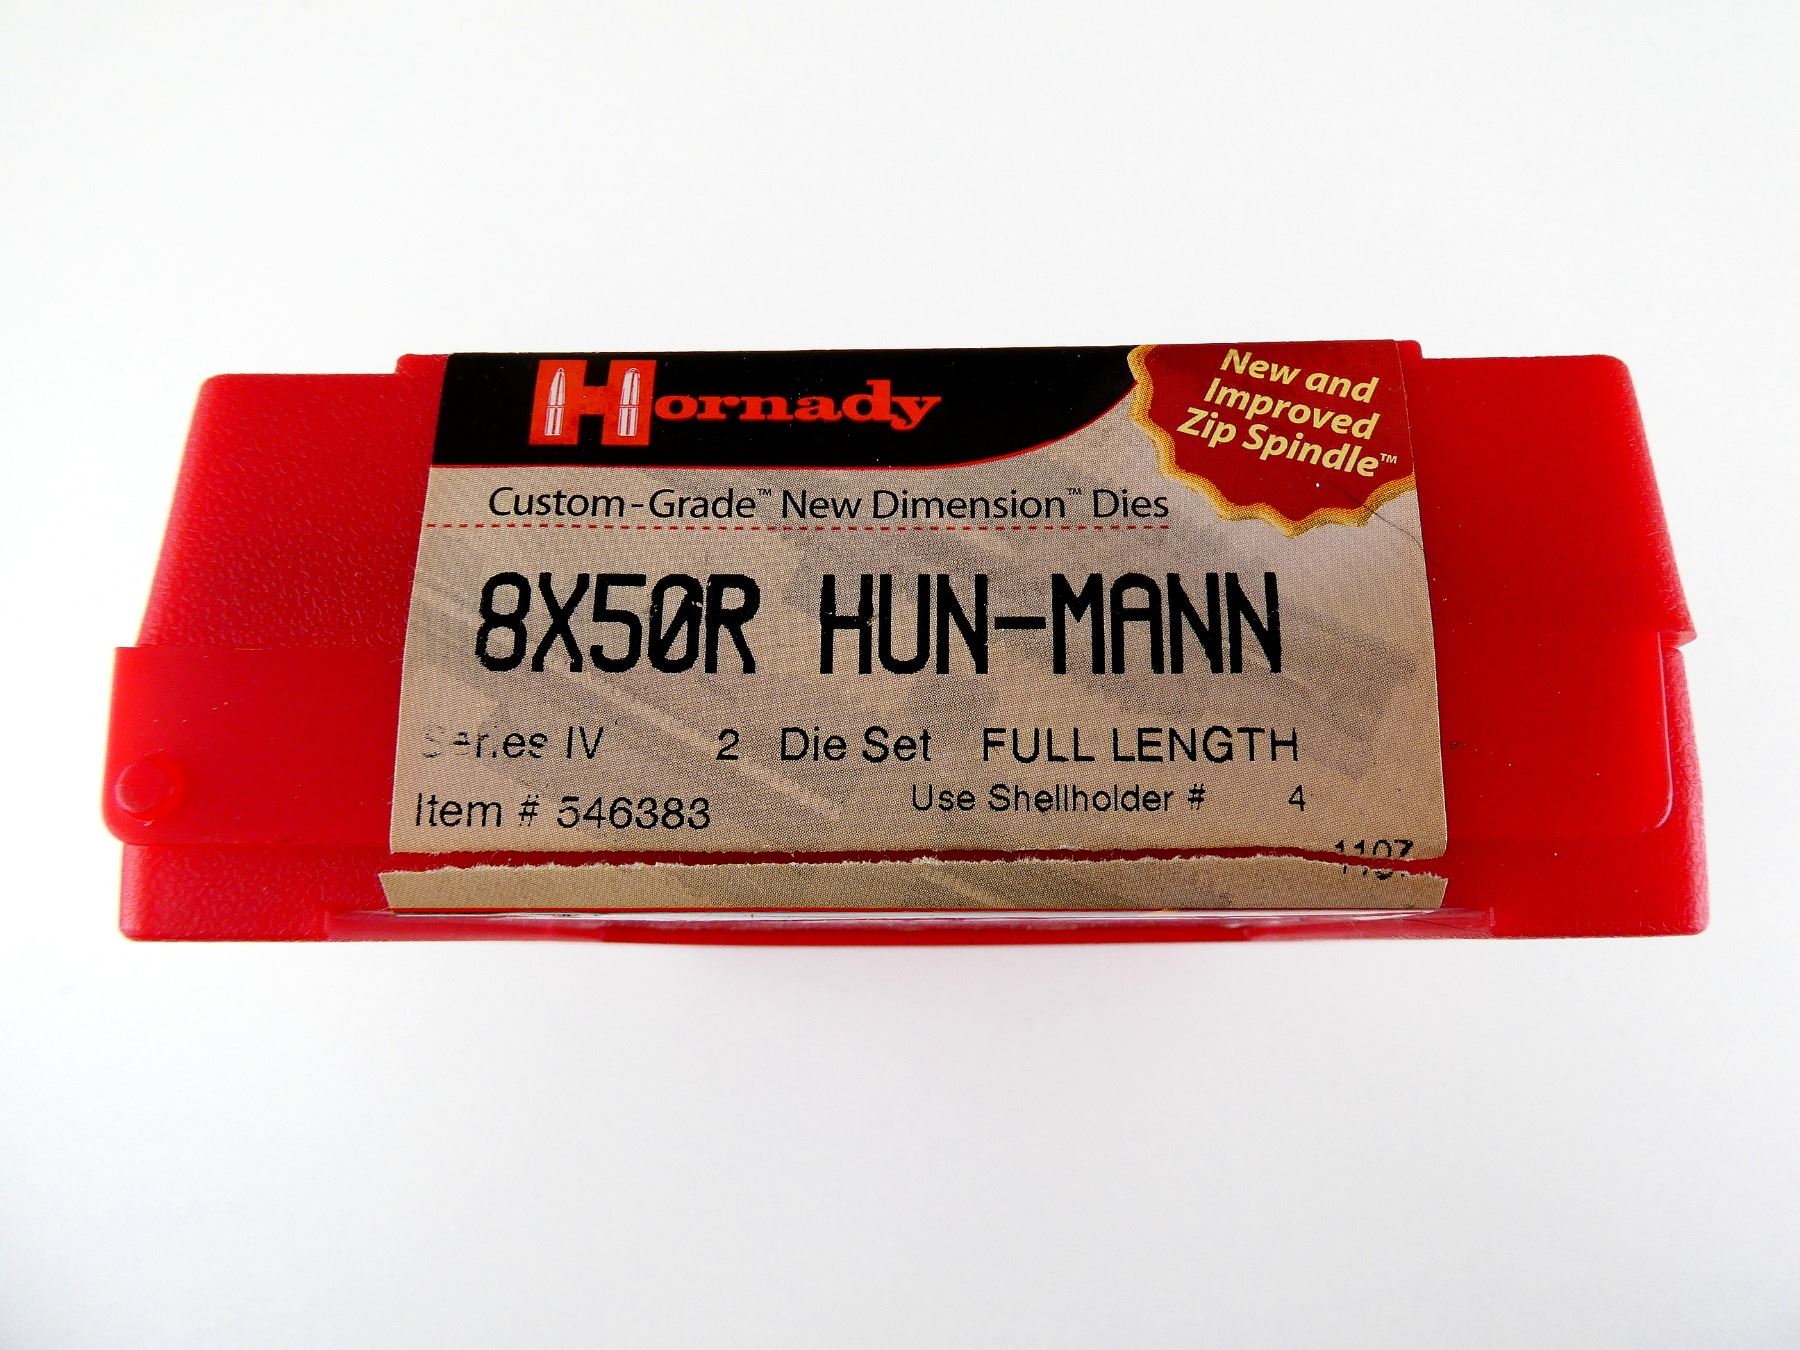 Hornady
New and
Improved
Zip Spindle™
Custom-Grade™ New Dimension™ Dies
8X50R HUN-MANN
Series IV 2 Die Set FULL LENGTH
Item # 546383
Use Shellholder # 4
1107